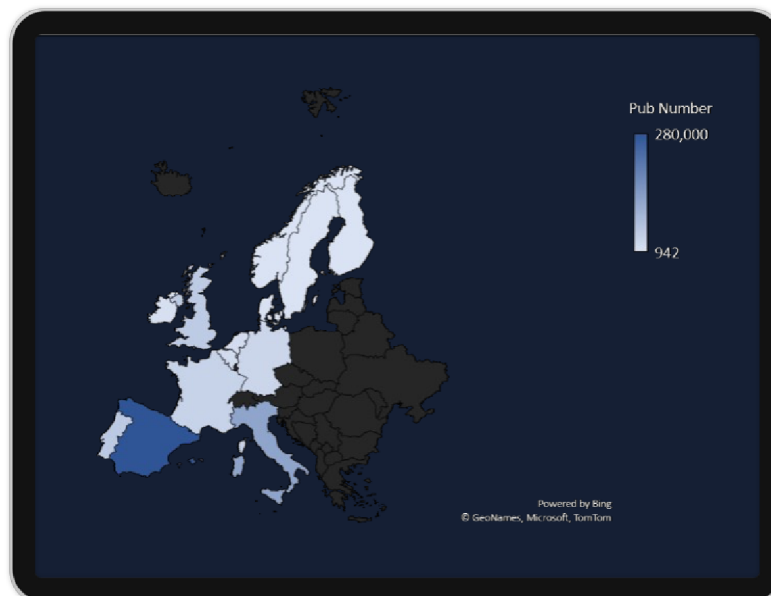 Pub Number
280,000
942
Powered by Bing
© GeoNames, Microsoft, TomTom